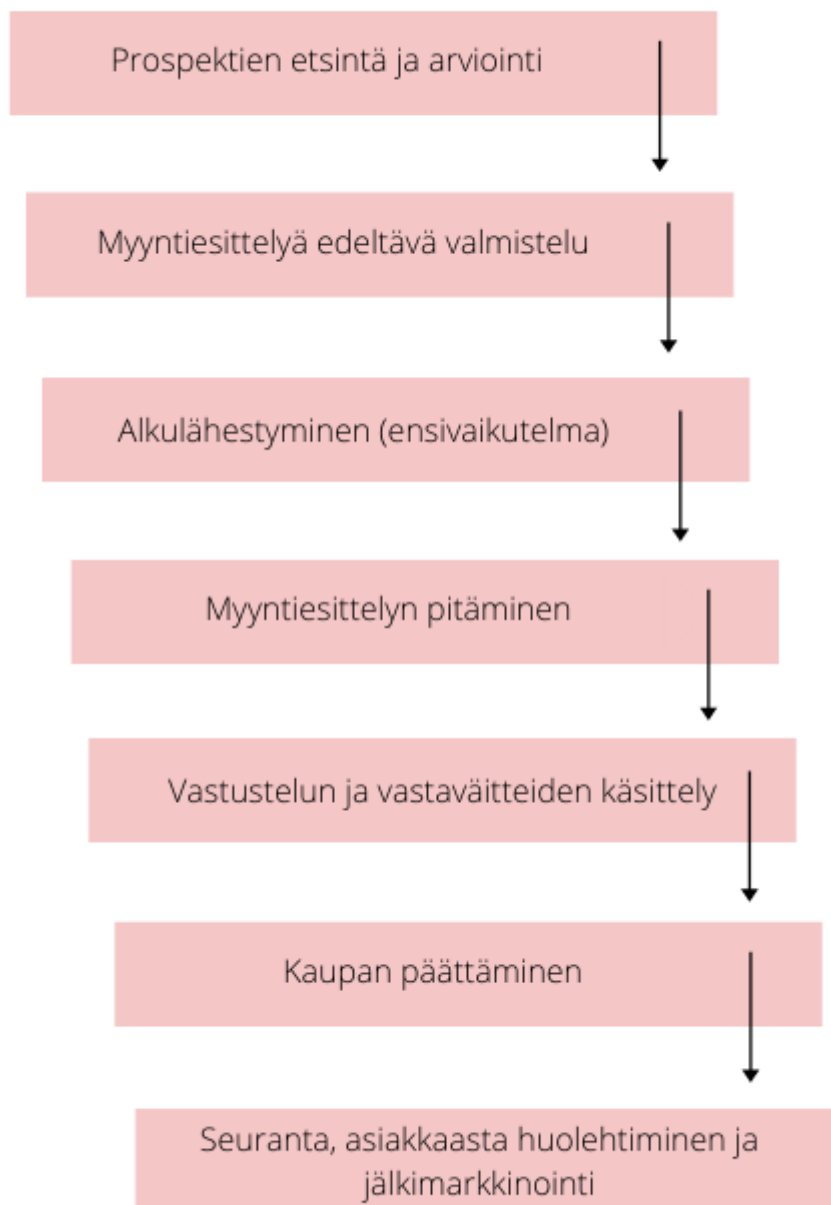 Prospektien etsintä ja arviointi
Myyntiesittelyä edeltävä valmistelu
Alkulähestyminen (ensivaikutelma)
Myyntiesittelyn pitäminen
Vastustelun ja vastaväitteiden käsittely
Kaupan päättäminen
Seuranta, asiakkaasta huolehtiminen ja
jälkimarkkinointi